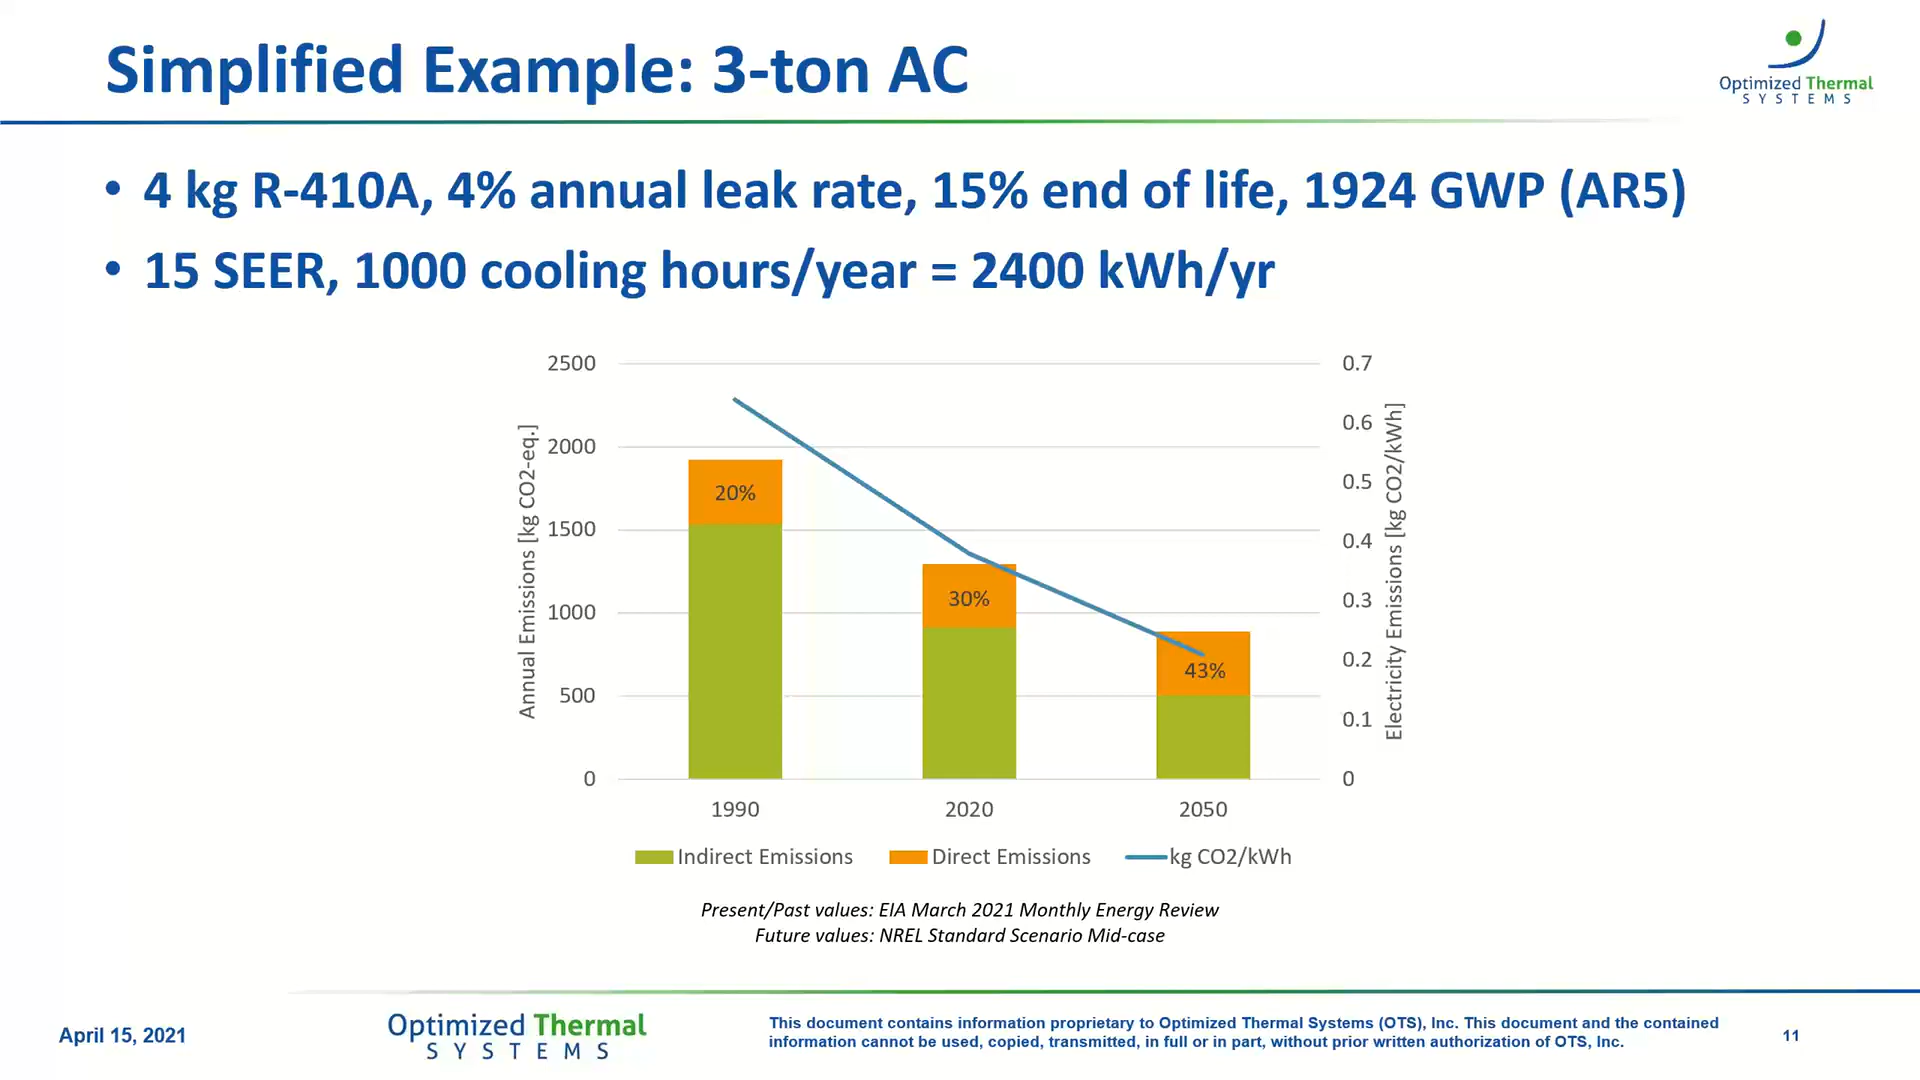 Simplified Example: 3-ton AC
Optimized Thermal
SYSTEMS
• 4 kg R-410A, 4% annual leak rate, 15% end of life, 1924 GWP (AR5)
• 15 SEER, 1000 cooling hours/year = 2400 kWh/yr
Annual Emissions [kg CO2-eq.]
2500
2000
1500
1000
500
0
20%
30%
43%
0.7
0.6
0.5
0.4
0.3
0.2
0.1
0
Electricity Emissions [kg CO2/kWh]
1990 2020 2050
Indirect Emissions Direct Emissions kg CO2/kWh
Present/Past values: EIA March 2021 Monthly Energy Review
Future values: NREL Standard Scenario Mid-case
April 15, 2021
Optimized Thermal
SYSTEMS
This document contains information proprietary to Optimized Thermal Systems (OTS), Inc. This document and the contained
information cannot be used, copied, transmitted, in full or in part, without prior written authorization of OTS, Inc.
11